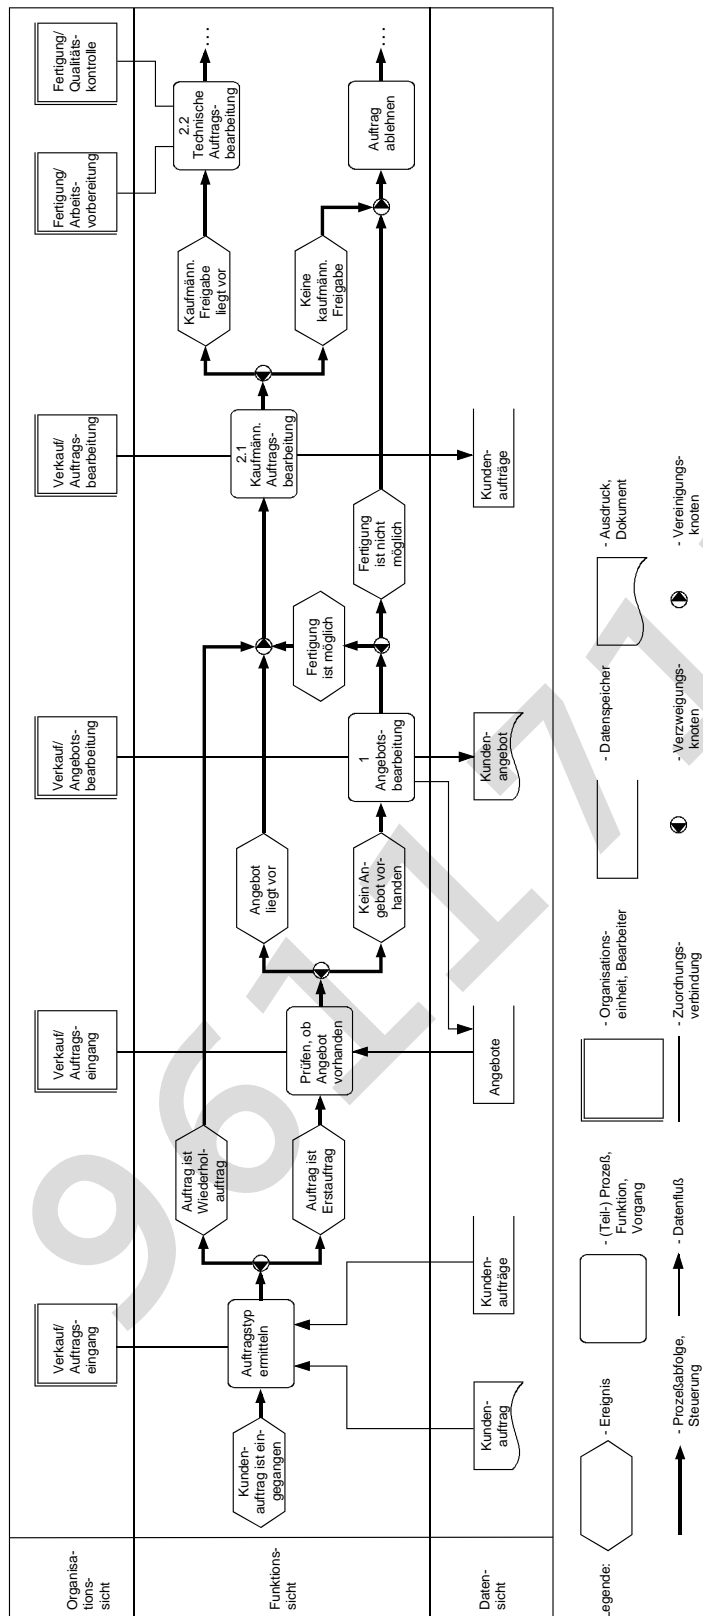 Organisa-
tions-
sicht
Verkauf/
Auftrags-
eingang
Verkauf/
Auftrags-
eingang
Verkauf/
Angebots-
bearbeitung
Verkauf/
Auftrags-
bearbeitung
Fertigung/
Arbeits-
vorbereitung
Fertigung/
Qualitäts-
kontrolle
Funktions-
sicht
Kunden-
auftrag ist ein-
gegangen
Auftragstyp
ermitteln
Auftrag ist
Wiederhol-
auftrag
Auftrag ist
Erstauftrag
Prüfen, ob
Angebot
vorhanden
Angebot
liegt vor
Kein An-
gebot vor-
handen
1
Angebots-
bearbeitung
Fertigung
ist möglich
Fertigung
ist nicht
möglich
2.1
Kaufmänn.
Auftrags-
bearbeitung
Kaufmänn.
Freigabe
liegt vor
Keine
kaufmänn.
Freigabe
2.2
Technische
Auftrags-
bearbeitung
...
Auftrag
ablehnen
...
Daten-
sicht
Kunden-
auftrag
Kunden-
aufträge
Angebote
Kunden-
angebot
Kunden-
aufträge
Legende:
- Ereignis
- (Teil-) Prozeß,
Funktion,
Vorgang
- Organisations-
einheit, Bearbeiter
- Datenspeicher
- Ausdruck,
Dokument
- Prozeßabfolge,
Steuerung
- Datenfluß
- Zuordnungs-
verbindung
- Verzweigungs-
knoten
- Vereinigungs-
knoten